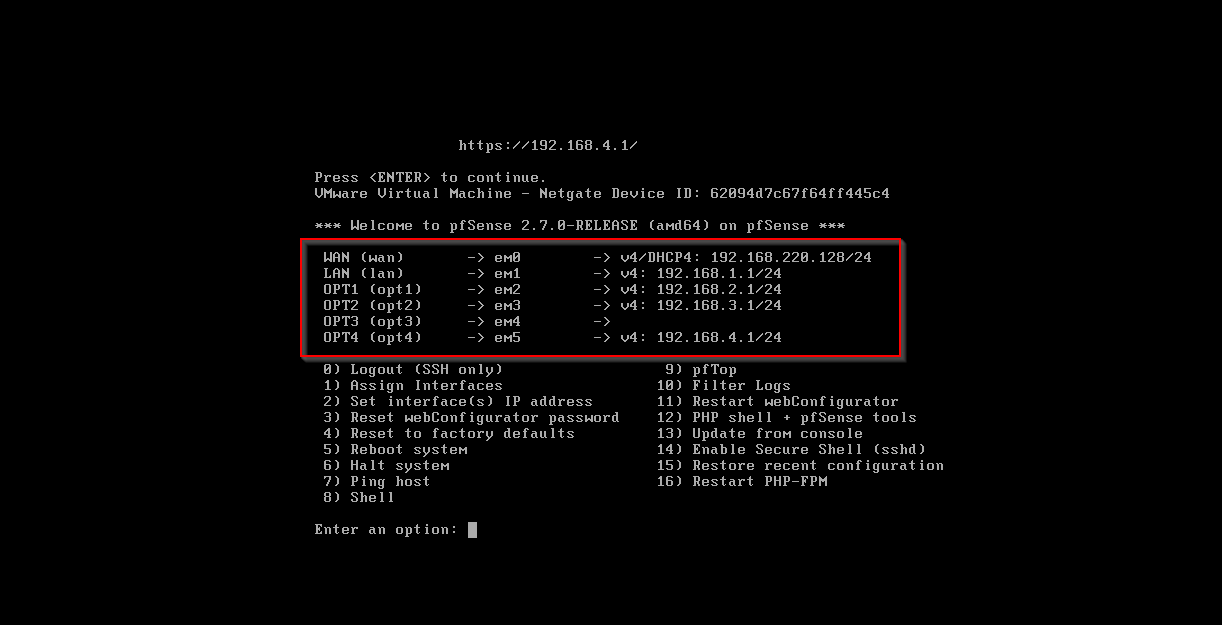 https://192.168.4.1/
Press <ENTER> to continue.
VMware Virtual Machine - Netgate Device ID: 62094d7c67f64ff445c4
*** Welcome to pfSense 2.7.0-RELEASE (amd64) on pfSense ***
WAN (wan) -> em0 -> v4/DHCP4: 192.168.220.128/24
LAN (lan) -> em1 -> v4: 192.168.1.1/24
OPT1 (opt1) -> em2 -> v4: 192.168.2.1/24
OPT2 (opt2) -> em3 -> v4: 192.168.3.1/24
OPT3 (opt3) -> em4 ->
OPT4 (opt4) -> em5 -> v4: 192.168.4.1/24
0) Logout (SSH only) 9) pfTop
1) Assign Interfaces 10) Filter Logs
2) Set interface(s) IP address 11) Restart webConfigurator
3) Reset webConfigurator password 12) PHP shell + pfSense tools
4) Reset to factory defaults 13) Update from console
5) Reboot system 14) Enable Secure Shell (sshd)
6) Halt system 15) Restore recent configuration
7) Ping host 16) Restart PHP-FPM
8) Shell
Enter an option: